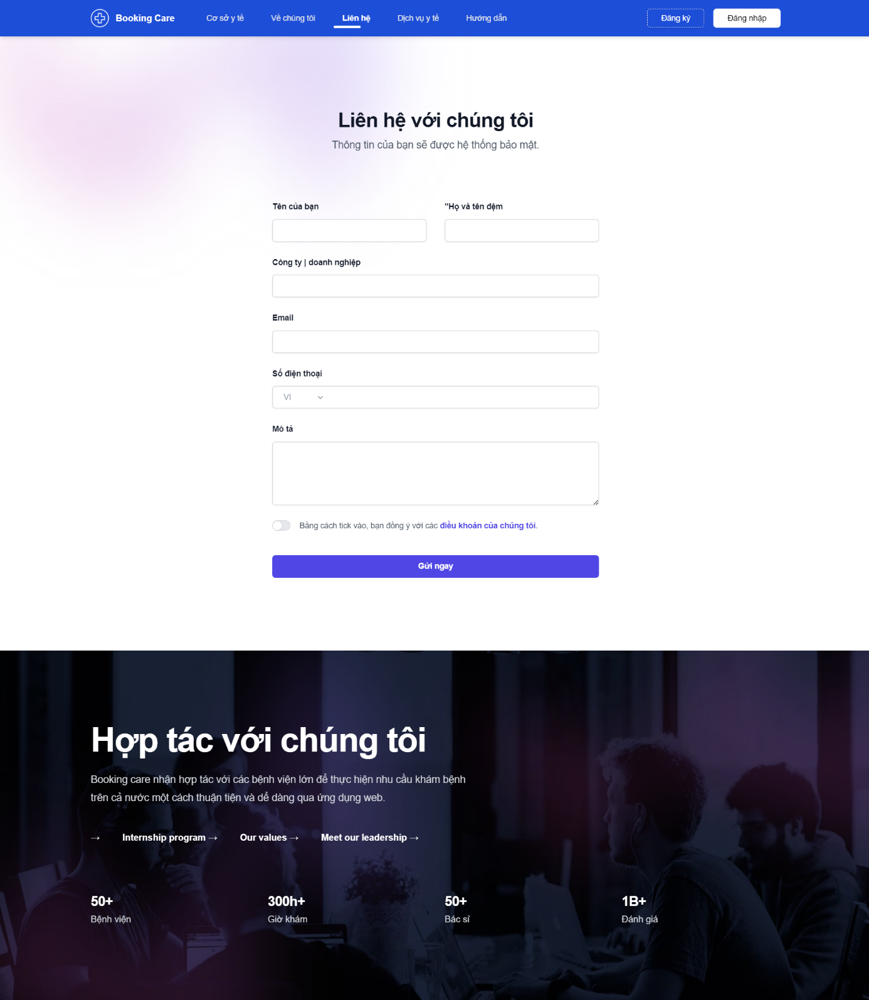 Booking Care
Cơ sở y tế
Về chúng tôi
Liên hệ
Dịch vụ y tế
Hướng dẫn
Đăng ký
Đăng nhập
Liên hệ với chúng tôi
Thông tin của bạn sẽ được hệ thống bảo mật.
Tên của bạn
"Họ và tên đệm
Công ty | doanh nghiệp
Email
Số điện thoại
VI
Mô tả
Bằng cách tick vào, bạn đồng ý với các điều khoản của chúng tôi.
Gửi ngay
Hợp tác với chúng tôi
Booking care nhận hợp tác với các bệnh viện lớn để thực hiện nhu cầu khám bệnh
trên cả nước một cách thuận tiện và dể dàng qua ứng dụng web.
→ Internship program → Our values → Meet our leadership →
50+
Bệnh viện
300h+
Giờ khám
50+
Bác sĩ
1B+
Đánh giá